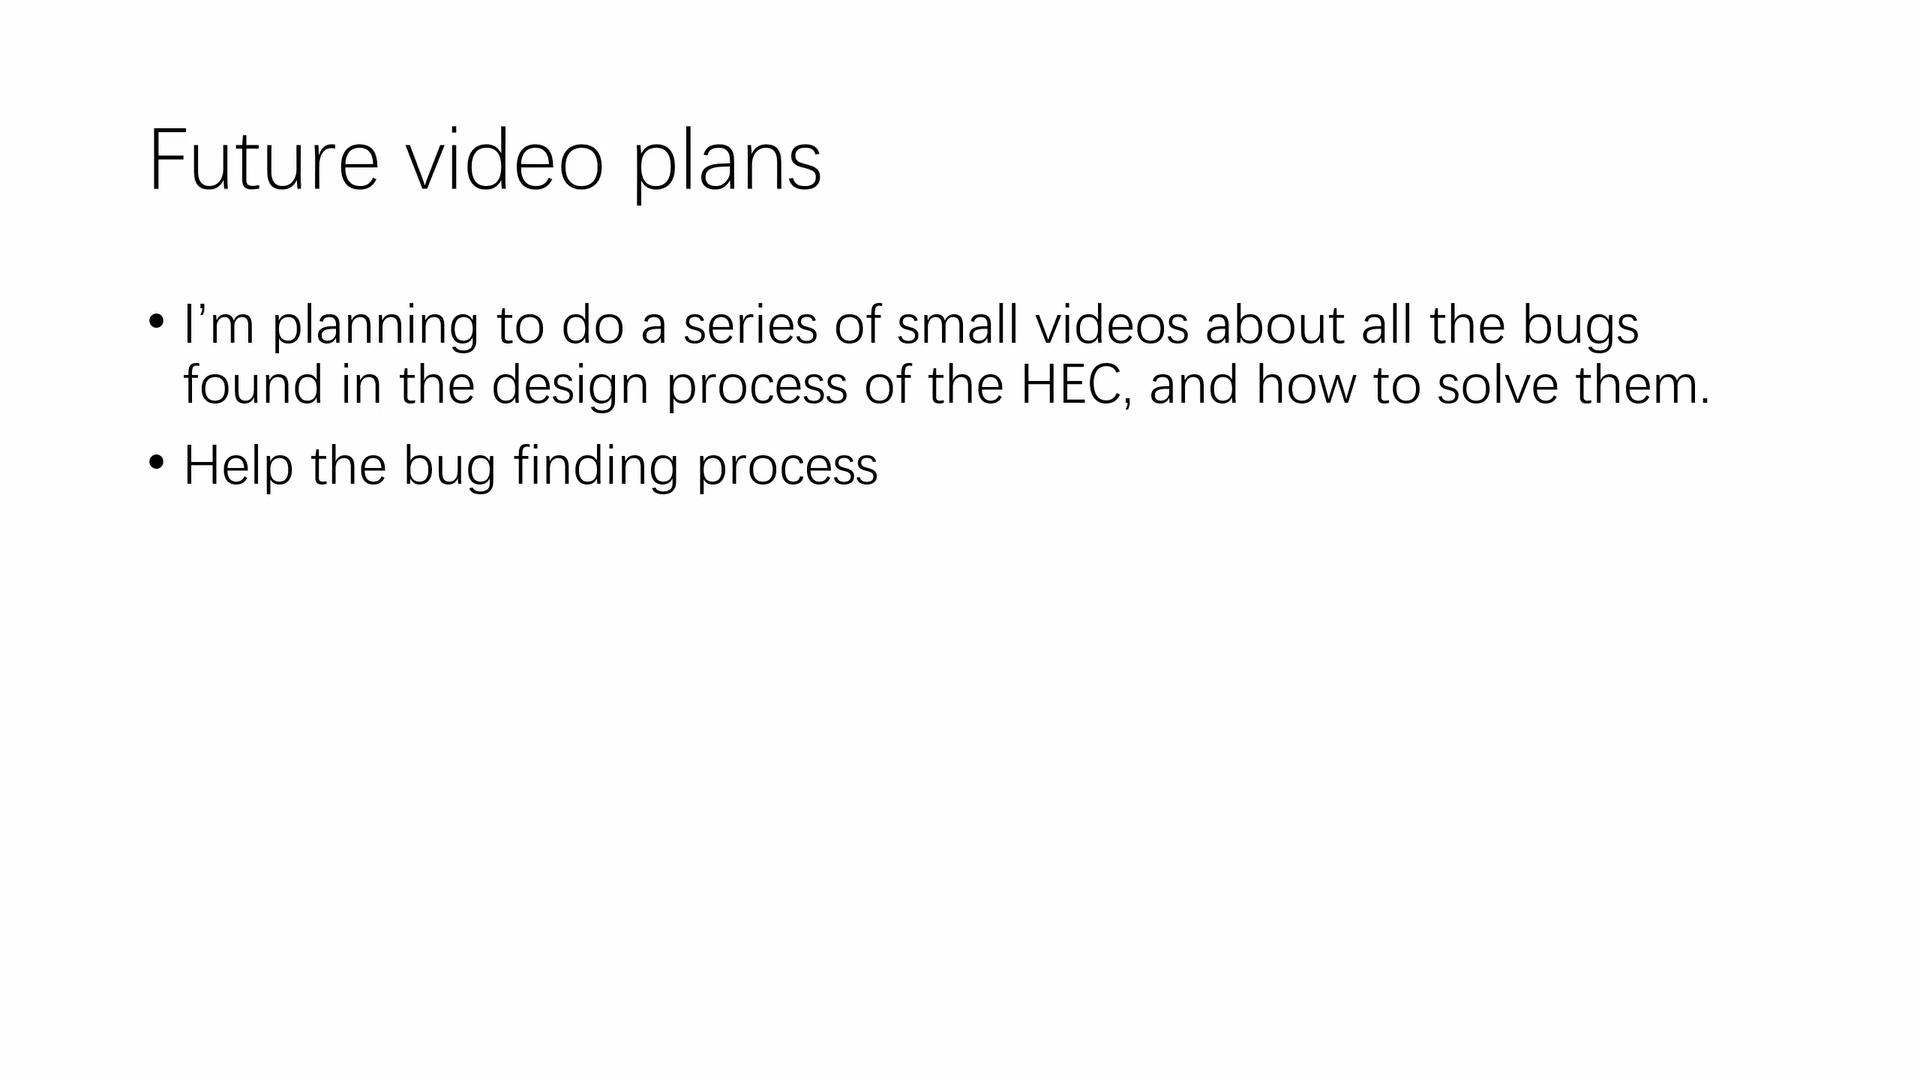 Future video plans
• I’m planning to do a series of small videos about all the bugs
found in the design process of the HEC, and how to solve them.
• Help the bug finding process